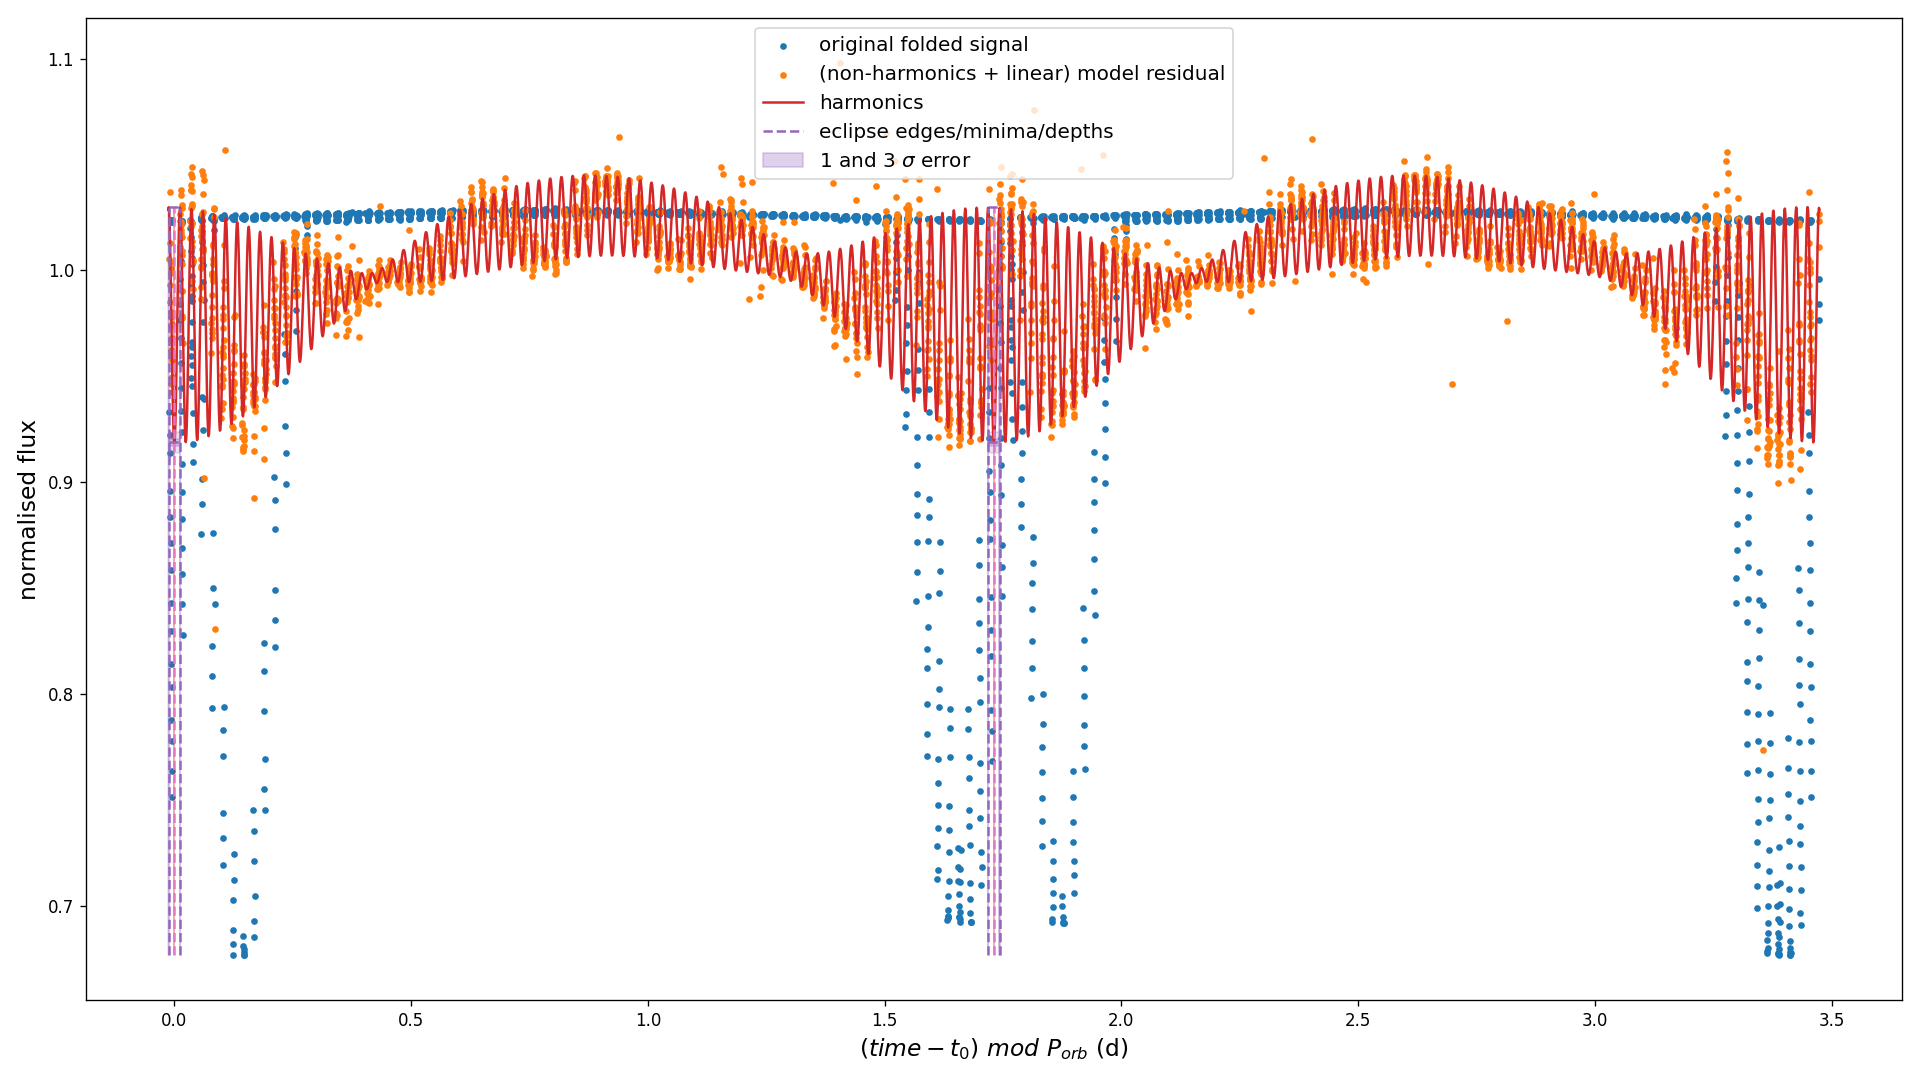 original folded signal
(non-harmonics + linear) model residual
harmonics
eclipse edges/minima/depths
1 and 3 σ error
normalised flux
1.1
1.0
0.9
0.8
0.7
0.0 0.5 1.0 1.5 2.0 2.5 3.0 3.5
(time − t₀) mod Pₒᵣb (d)